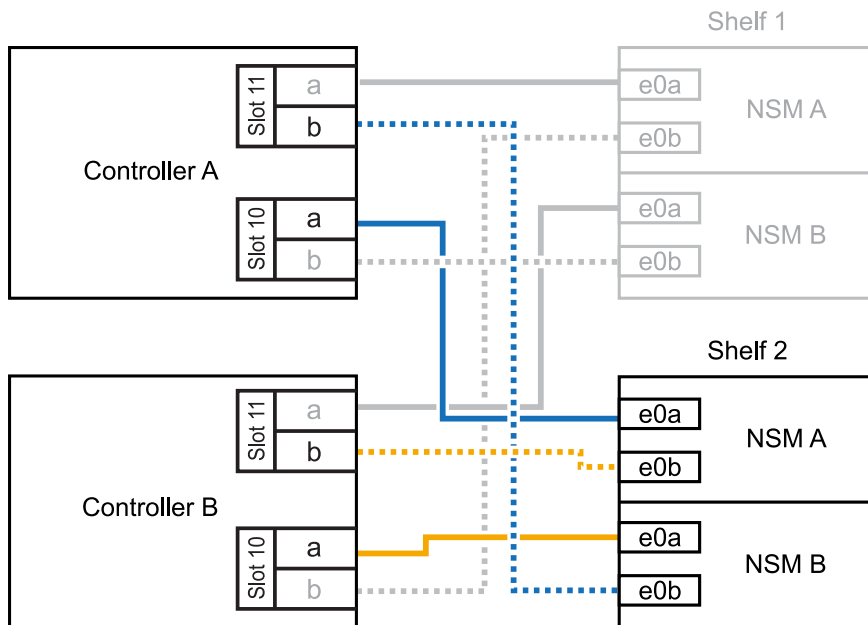 Shelf 1
Controller A
Slot 11
a
b
Slot 10
a
b
e0a
e0b
NSM A
e0a
e0b
NSM B
Shelf 2
Controller B
Slot 11
a
b
Slot 10
a
b
e0a
e0b
NSM A
e0a
e0b
NSM B